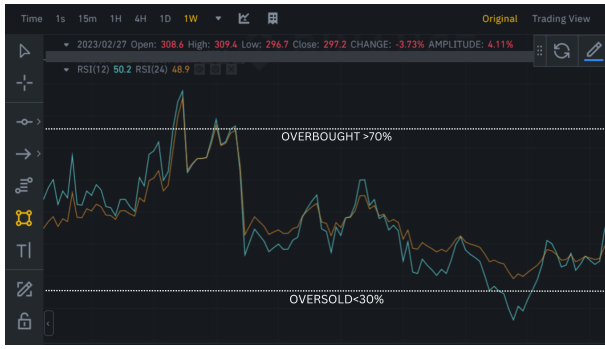 Time 1s 15m 1H 4H 1D 1W Original Trading View
2023/02/27 Open: 308.6 High: 309.4 Low: 296.7 Close: 297.2 CHANGE: -3.73% AMPLITUDE: 4.11%
RSI(12) 50.2 RSI(24) 48.9
OVERBOUGHT >70%
OVERSOLD<30%